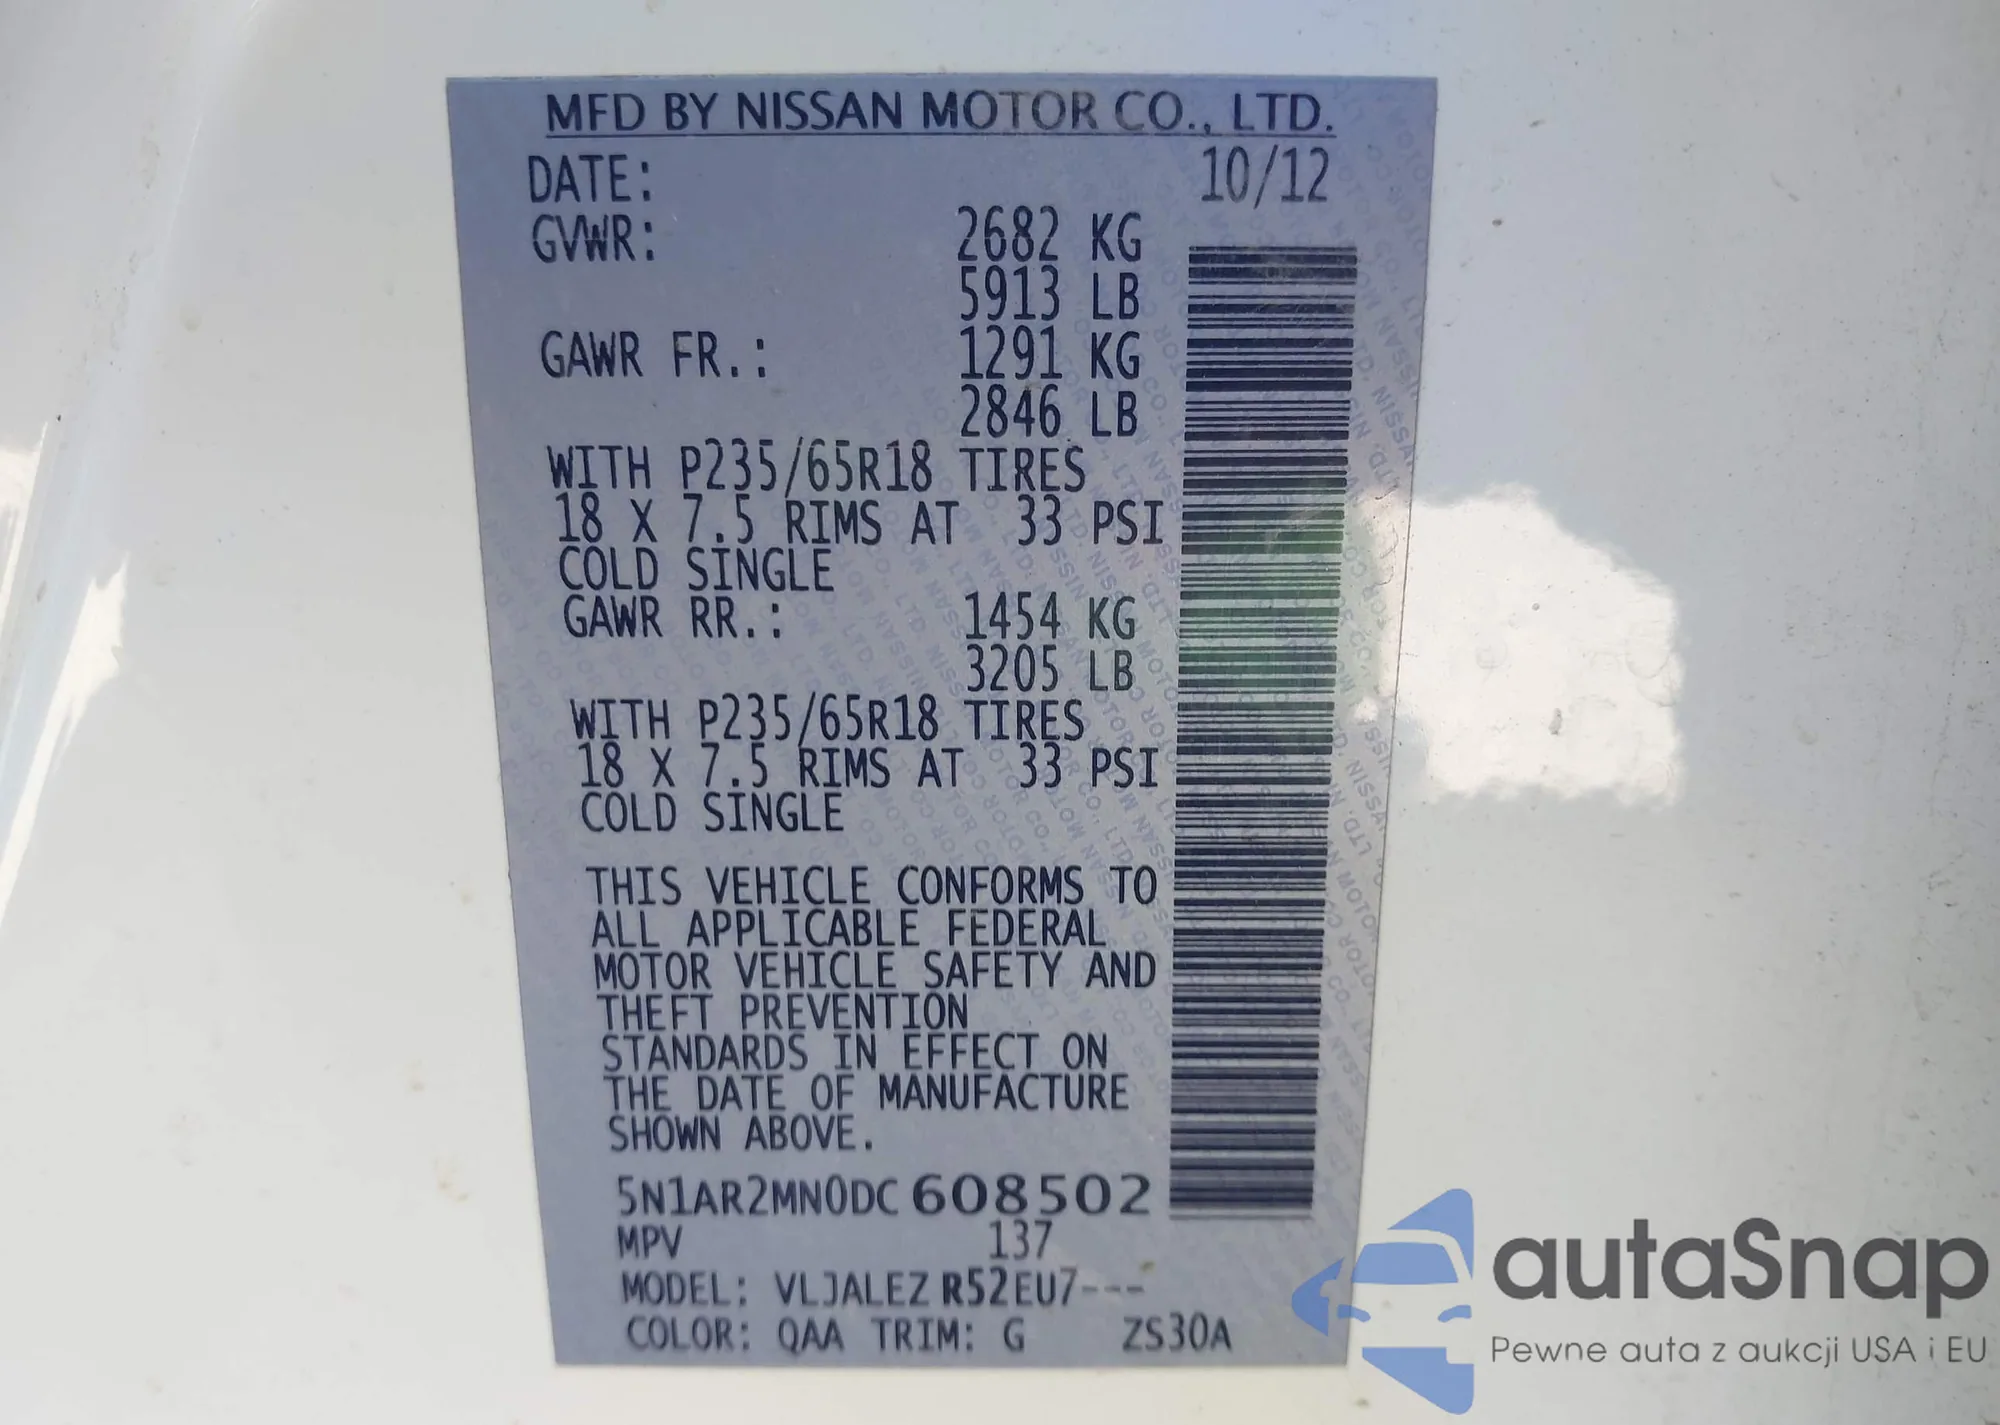 MFD BY NISSAN MOTOR CO., LTD.
DATE: 10/12
GVWR: 2682 KG
5913 LB
GAWR FR.: 1291 KG
2846 LB
WITH P235/65R18 TIRES
18 X 7.5 RIMS AT 33 PSI
COLD SINGLE
GAWR RR.: 1454 KG
3205 LB
WITH P235/65R18 TIRES
18 X 7.5 RIMS AT 33 PSI
COLD SINGLE
THIS VEHICLE CONFORMS TO
ALL APPLICABLE FEDERAL
MOTOR VEHICLE SAFETY AND
THEFT PREVENTION
STANDARDS IN EFFECT ON
THE DATE OF MANUFACTURE
SHOWN ABOVE.
5N1AR2MN0DC608502
MPV 137
MODEL: VLJALEZ R52EU7---
COLOR: QAA TRIM: G ZS30A
autoSnap
Pewne auta z aukcji USA i EU